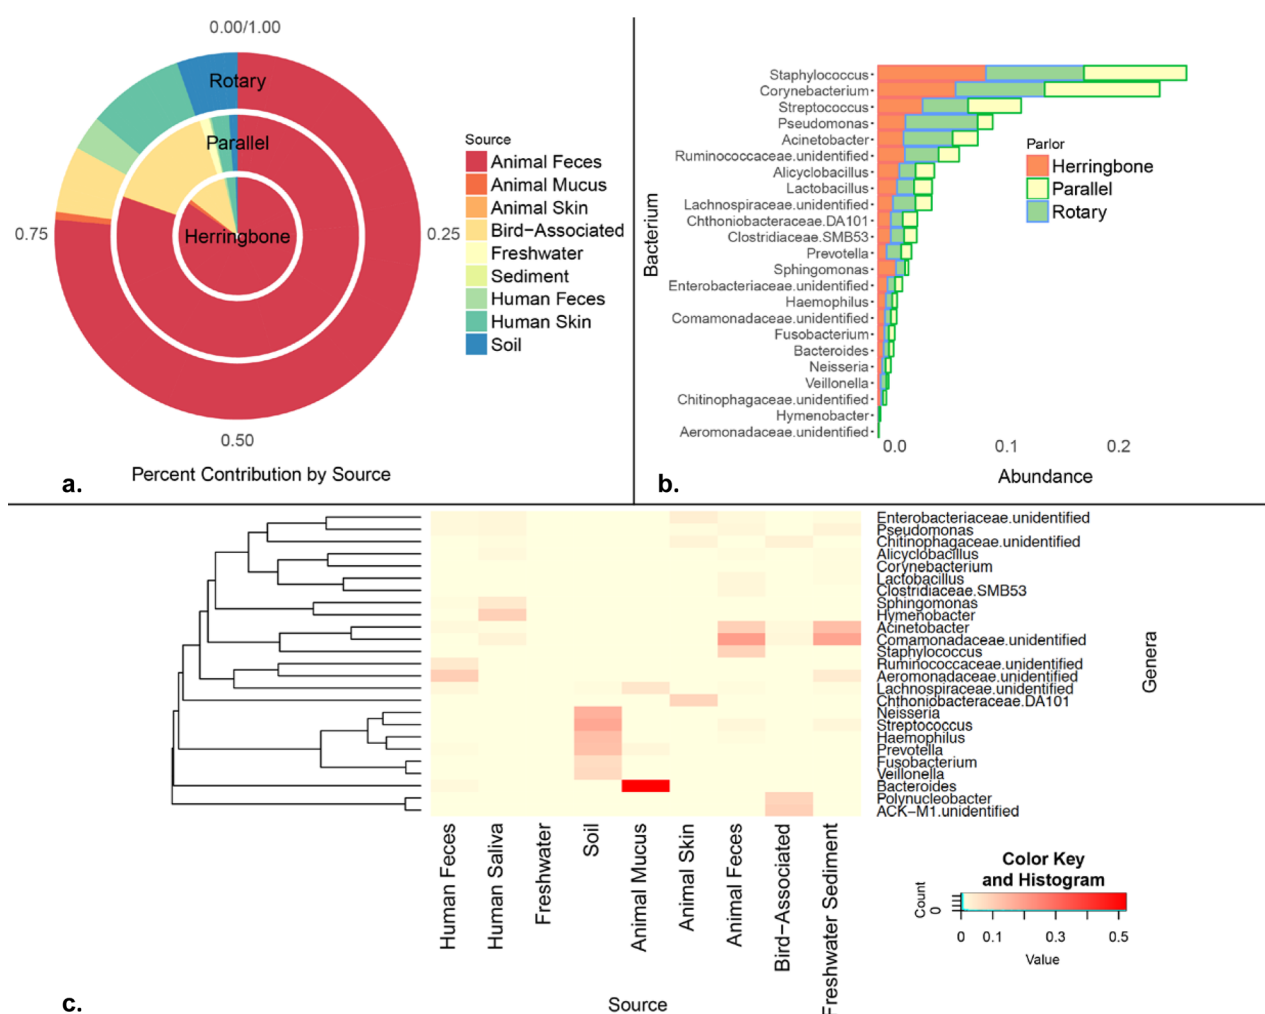 0.00/1.00
Rotary
Parallel
Herringbone
0.75
0.25
0.50
Percent Contribution by Source
a.
Source
Animal Feces
Animal Mucus
Animal Skin
Bird−Associated
Freshwater
Sediment
Human Feces
Human Skin
Soil
Bacterium
Staphylococcus
Corynebacterium
Streptococcus
Pseudomonas
Acinetobacter
Ruminococcaceae.unidentified
Alicyclobacillus
Lactobacillus
Lachnospiraceae.unidentified
Chthoniobacteraceae.DA101
Clostridiaceae.SMB53
Prevotella
Sphingomonas
Enterobacteriaceae.unidentified
Haemophilus
Comamonadaceae.unidentified
Fusobacterium
Bacteroides
Neisseria
Veillonella
Chitinophagaceae.unidentified
Hymenobacter
Aeromonadaceae.unidentified
0.0 0.1 0.2
Abundance
Parlor
Herringbone
Parallel
Rotary
b.
Enterobacteriaceae.unidentified
Pseudomonas
Chitinophagaceae.unidentified
Alicyclobacillus
Corynebacterium
Lactobacillus
Clostridiaceae.SMB53
Sphingomonas
Hymenobacter
Acinetobacter
Comamonadaceae.unidentified
Staphylococcus
Ruminococcaceae.unidentified
Aeromonadaceae.unidentified
Lachnospiraceae.unidentified
Chthoniobacteraceae.DA101
Neisseria
Streptococcus
Haemophilus
Prevotella
Fusobacterium
Veillonella
Bacteroides
Polynucleobacter
ACK−M1.unidentified
Genera
Human Feces
Human Saliva
Freshwater
Soil
Animal Mucus
Animal Skin
Animal Feces
Bird−Associated
Freshwater Sediment
Source
Color Key
and Histogram
Count
0
0 0.1 0.3 0.5
Value
c.